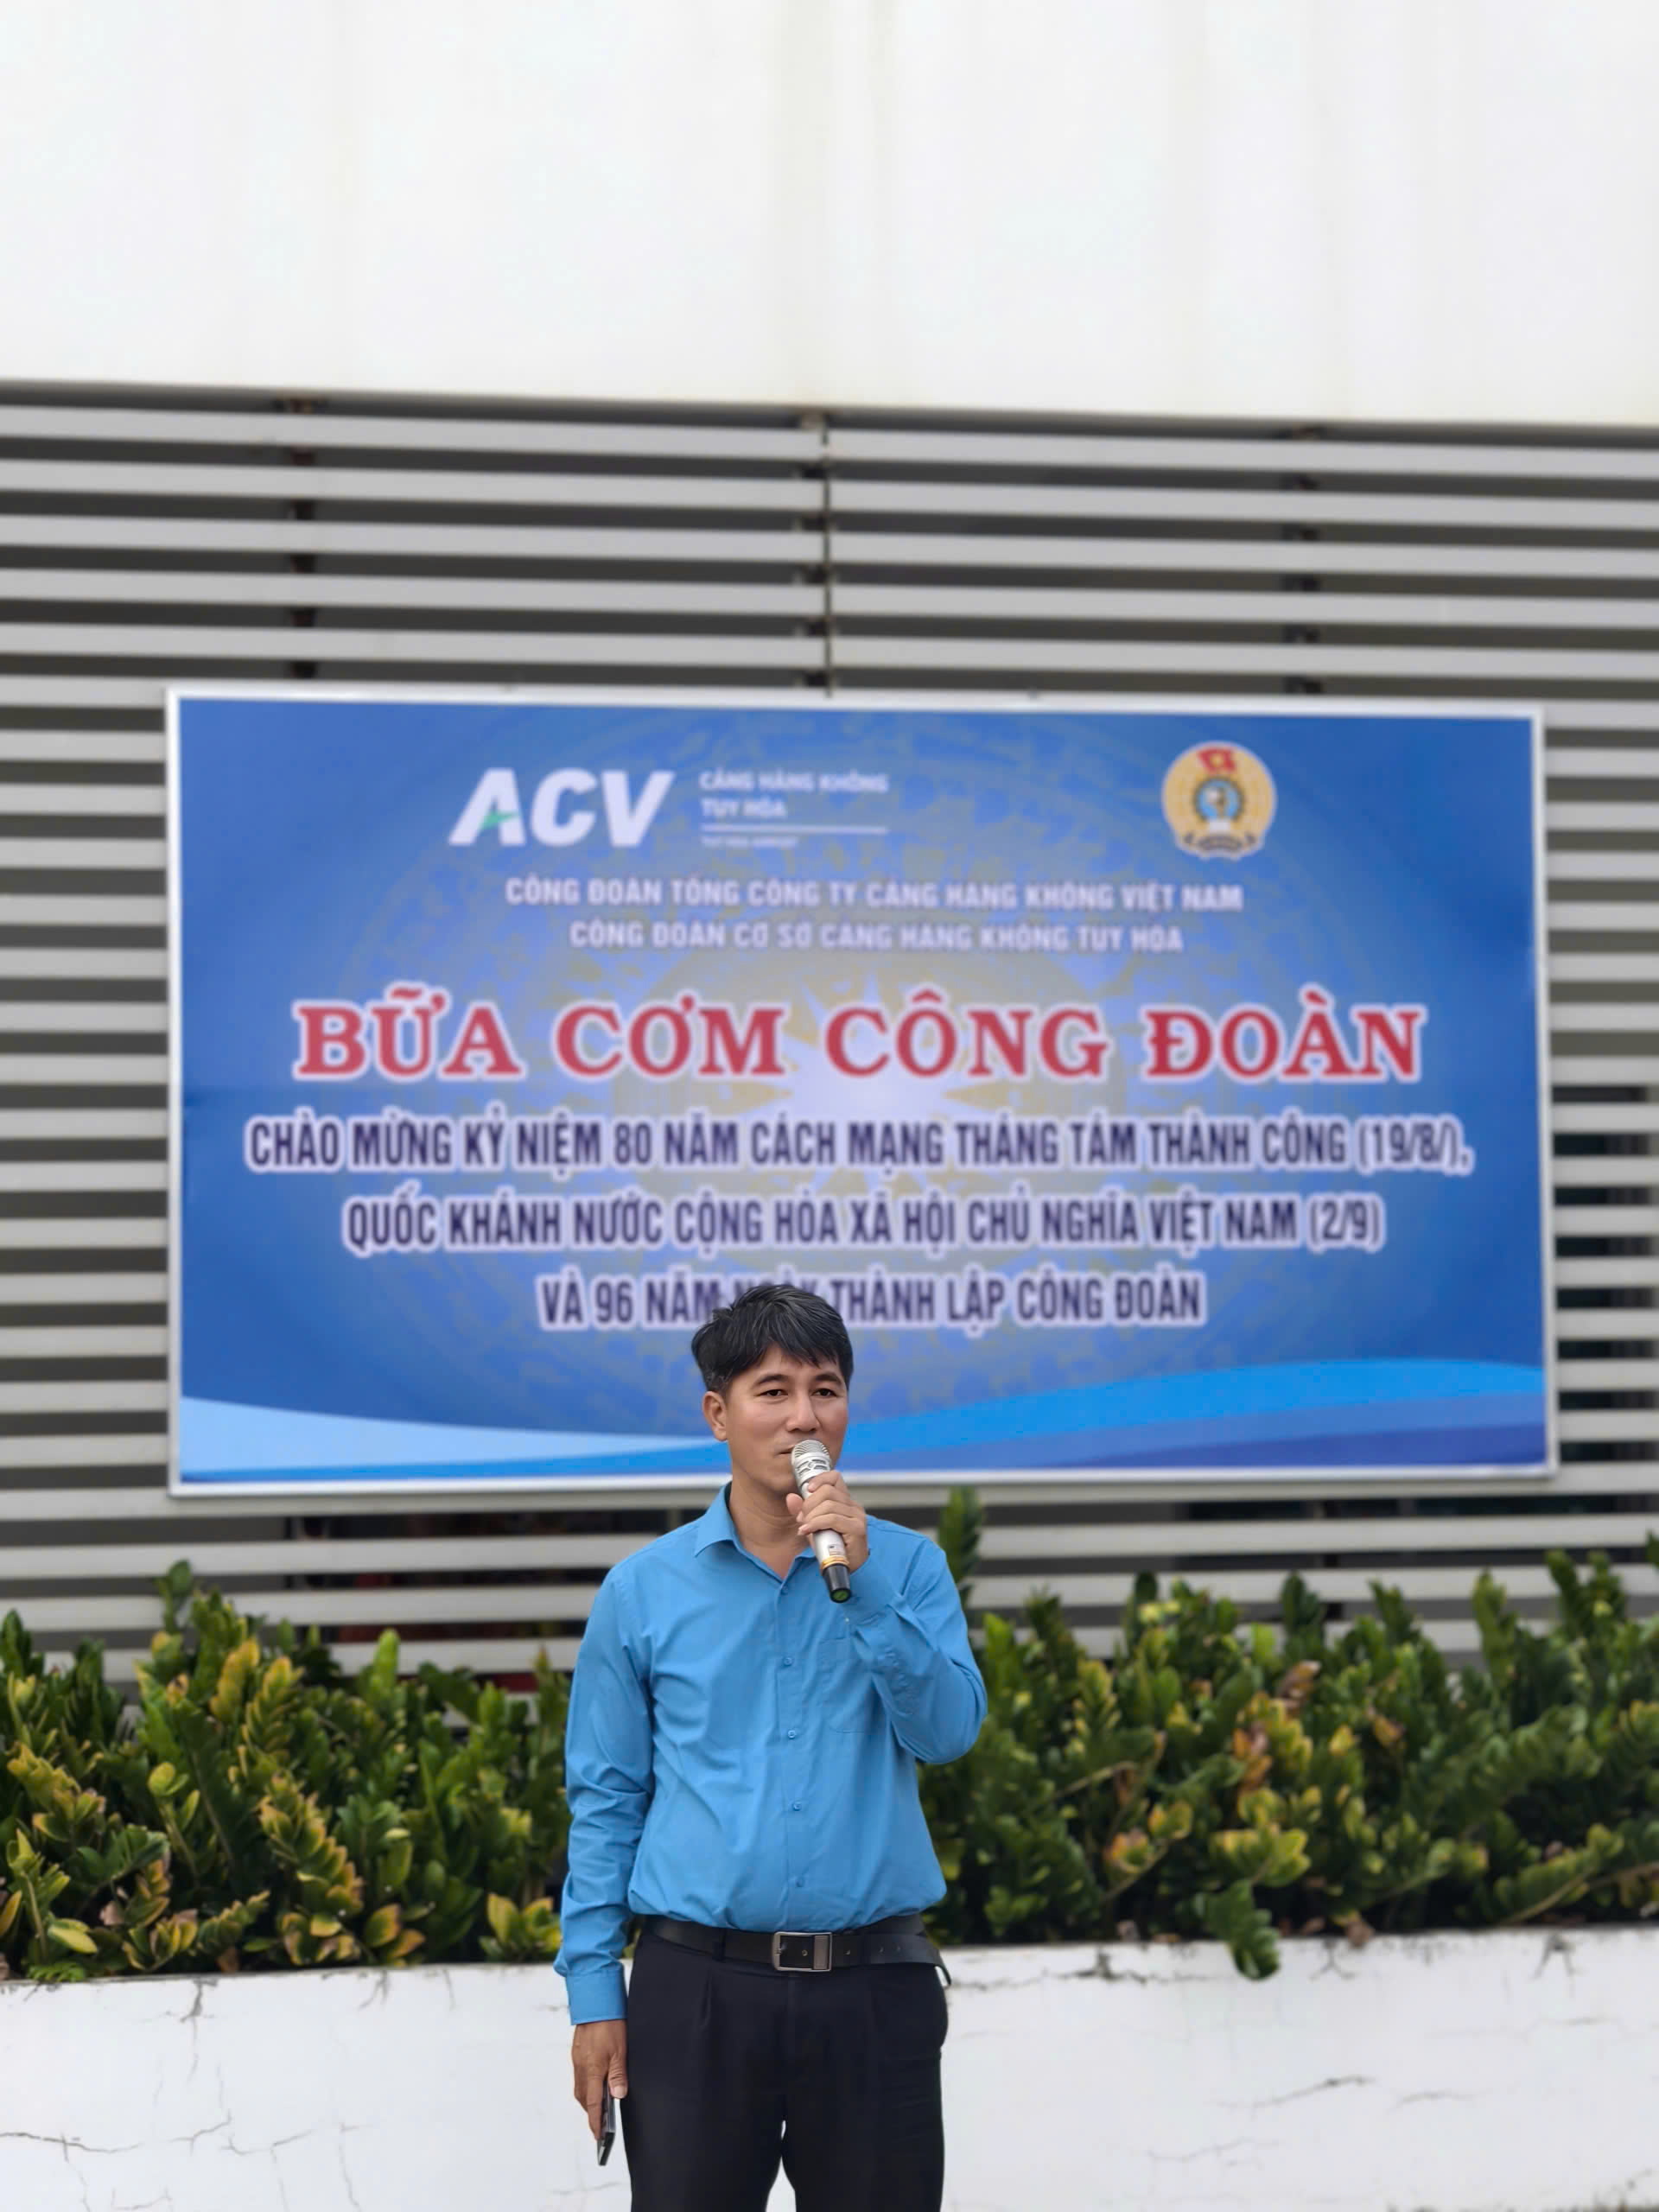 ACV
CẢNG HÀNG KHÔNG
TUY HÒA
CÔNG ĐOÀN TỔNG CÔNG TY CẢNG HÀNG KHÔNG VIỆT NAM
CÔNG ĐOÀN CƠ SỞ CẢNG HÀNG KHÔNG TUY HÒA
BỮA CƠM CÔNG ĐOÀN
CHÀO MỪNG KỶ NIỆM 80 NĂM CÁCH MẠNG THÁNG TÁM THÀNH CÔNG (19/8/),
QUỐC KHÁNH NƯỚC CỘNG HÒA XÃ HỘI CHỦ NGHĨA VIỆT NAM (2/9)
VÀ 96 NĂM THÀNH LẬP CÔNG ĐOÀN